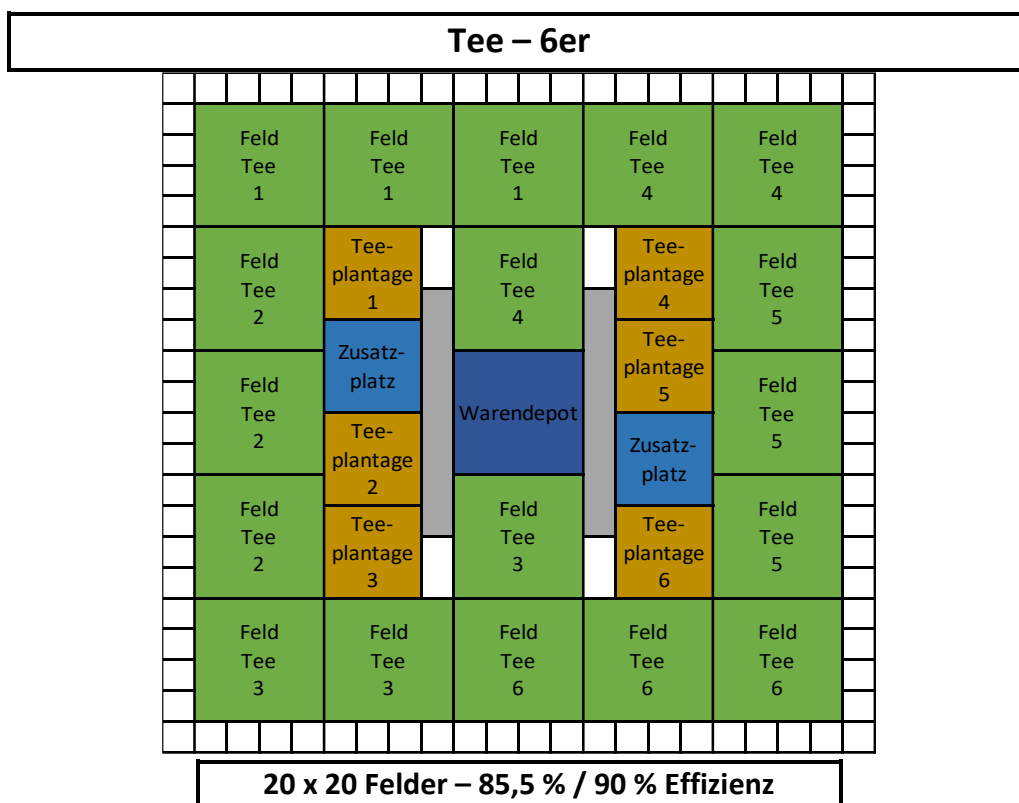 Tee – 6er
Feld
Tee
1
Feld
Tee
1
Feld
Tee
1
Feld
Tee
4
Feld
Tee
4
Feld
Tee
2
Tee-
plantage
1
Feld
Tee
4
Tee-
plantage
4
Feld
Tee
5
Zusatz-
platz
Tee-
plantage
5
Feld
Tee
2
Warendepot
Feld
Tee
5
Tee-
plantage
2
Zusatz-
platz
Feld
Tee
2
Tee-
plantage
3
Feld
Tee
3
Tee-
plantage
6
Feld
Tee
5
Feld
Tee
3
Feld
Tee
3
Feld
Tee
6
Feld
Tee
6
Feld
Tee
6
20 x 20 Felder – 85,5 % / 90 % Effizienz